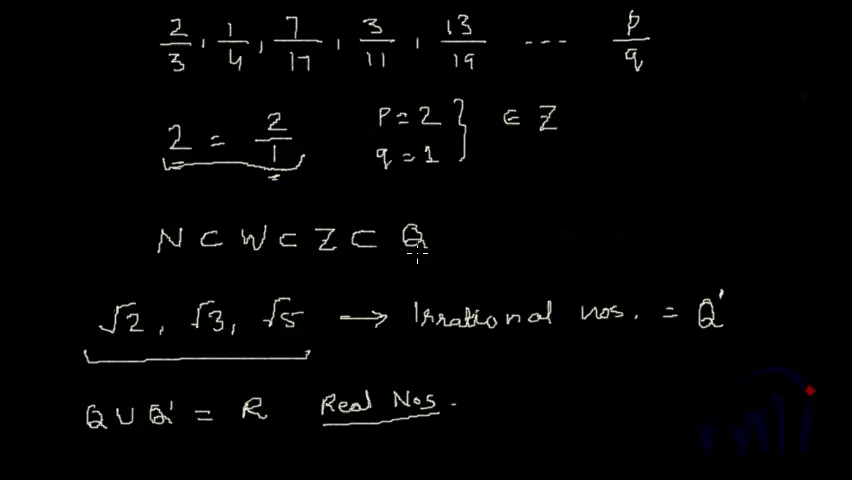 2/3, 1/4, 7/17, 3/11, 13/19 --- p/q
2 = 2/1 P = 2 } ∈ Z
q = 1
N ⊂ W ⊂ Z ⊂ Q
√2, √3, √5 → Irrational nos. = Q'
Q ∪ Q' = R Real Nos.